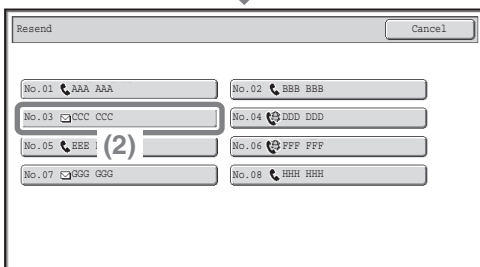 Resend Cancel
No.01 AAA AAA No.02 BBB BBB
No.03 CCC CCC No.04 DDD DDD
No.05 EEE (2) No.06 FFF FFF
No.07 GGG GGG No.08 HHH HHH